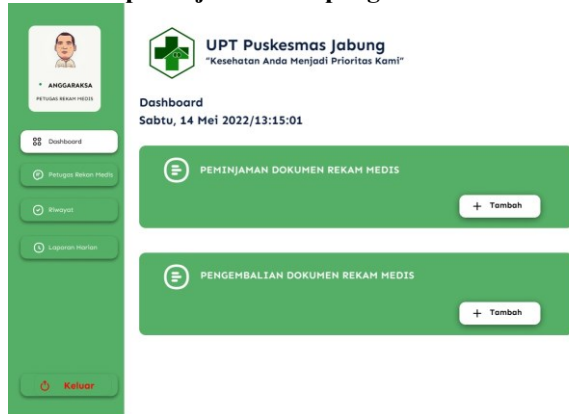 UPT Puskesmas Jabung
"Kesehatan Anda Menjadi Prioritas Kami"
ANGGARAKSA
PETUGAS REKAM MEDIS
Dashboard
Sabtu, 14 Mei 2022/13:15:01
Dashboard
Petugas Rekan Medis
Riwayat
Laporan Harian
Keluar
PEMINJAMAN DOKUMEN REKAM MEDIS
+ Tambah
PENGEMBALIAN DOKUMEN REKAM MEDIS
+ Tambah